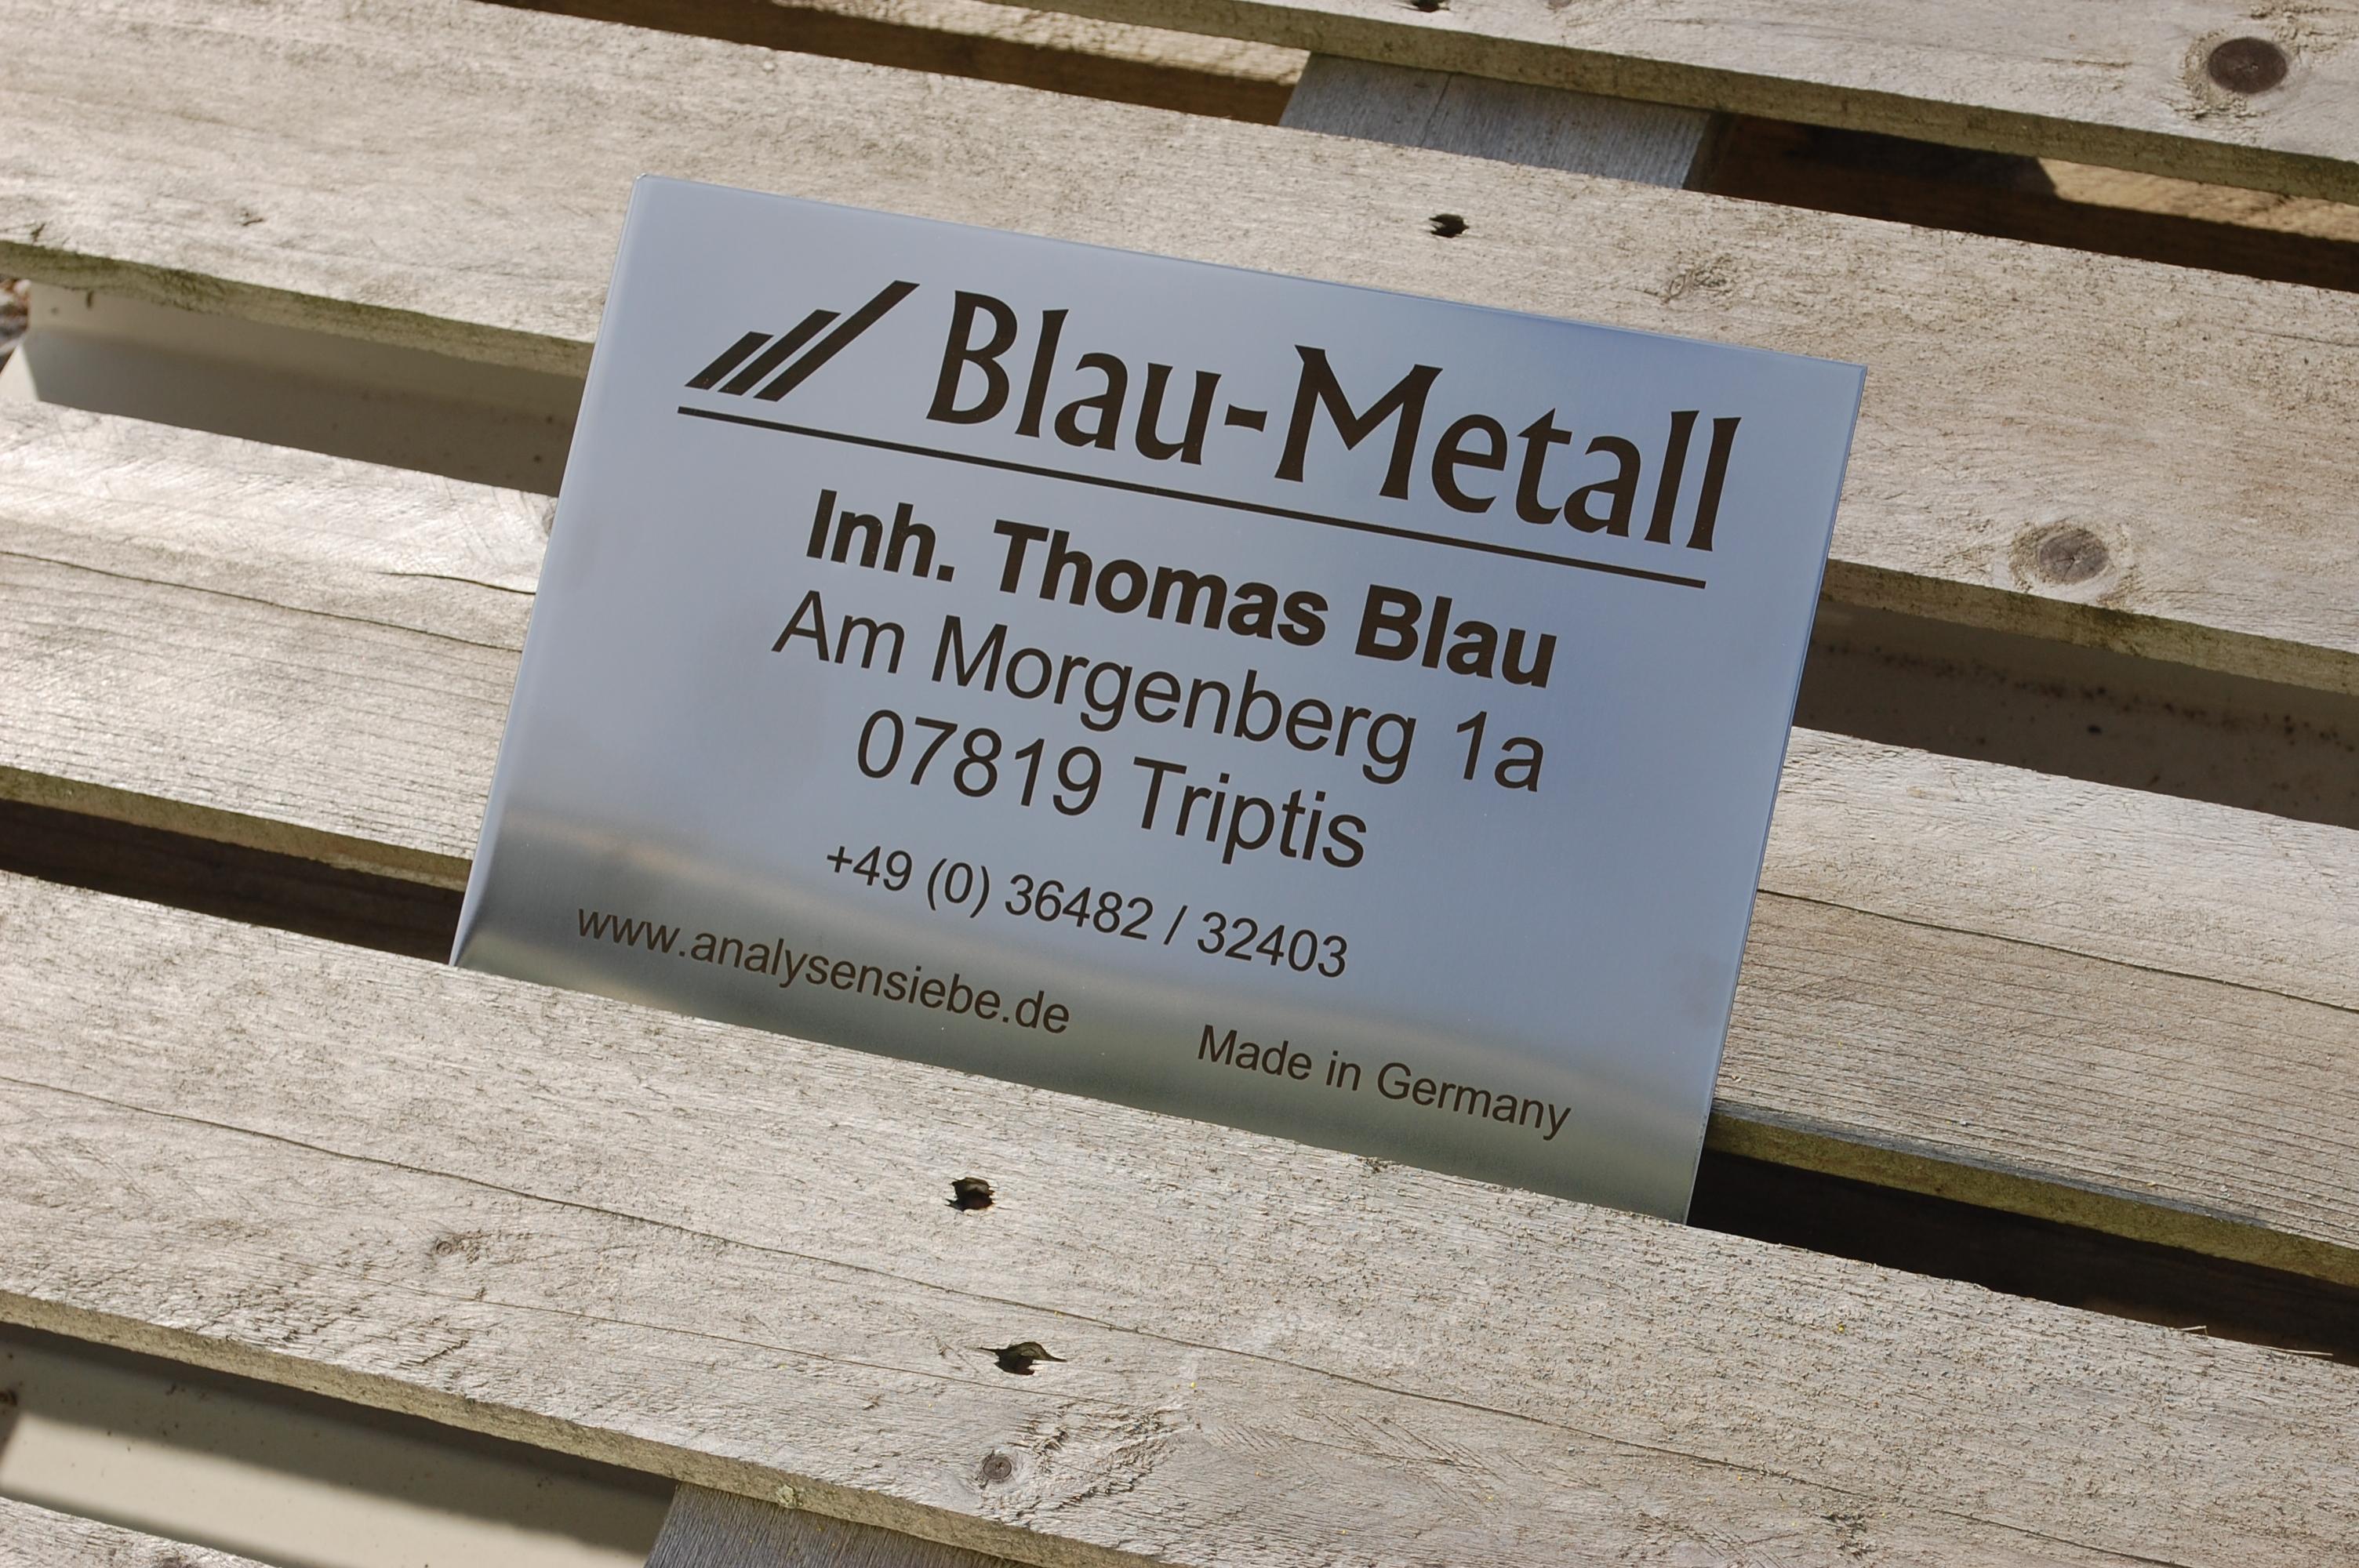 Blau-Metall
Inh. Thomas Blau
Am Morgenberg 1a
07819 Triptis
+49 (0) 36482 / 32403
www.analysensiebe.de Made in Germany